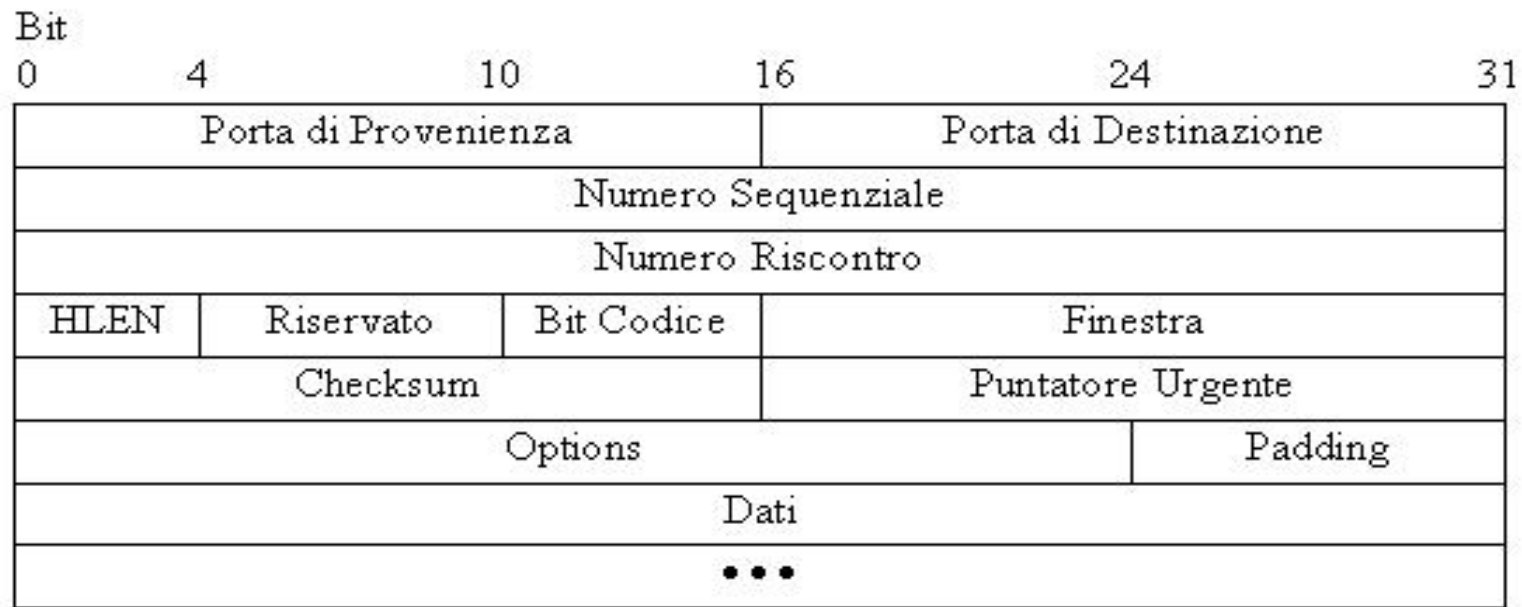 Bit
0 4 10 16 24 31
Porta di Provenienza Porta di Destinazione
Numero Sequenziale
Numero Riscontro
HLEN Riservato Bit Codice Finestra
Checksum Puntatore Urgente
Options Padding
Dati
•••